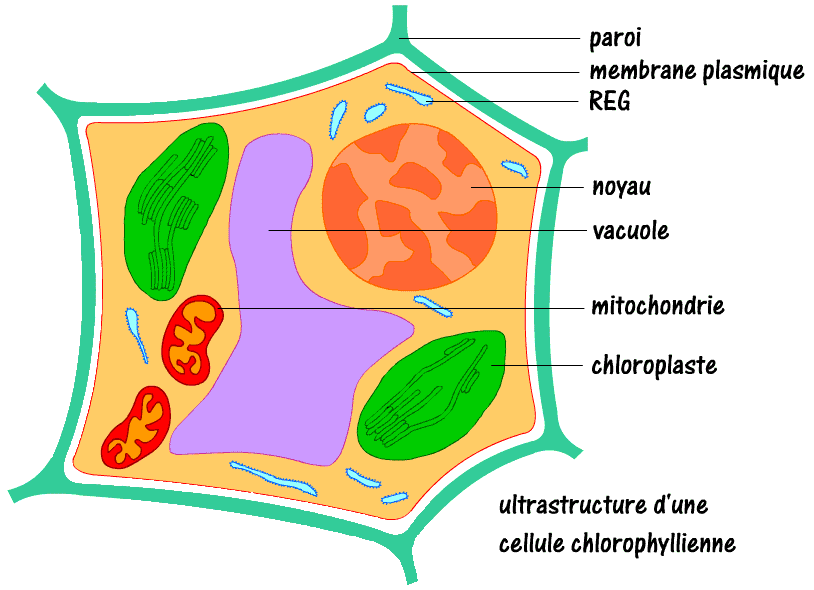 paroi
membrane plasmique
REG
noyau
vacuole
mitochondrie
chloroplaste
ultrastructure d'une
cellule chlorophyllienne